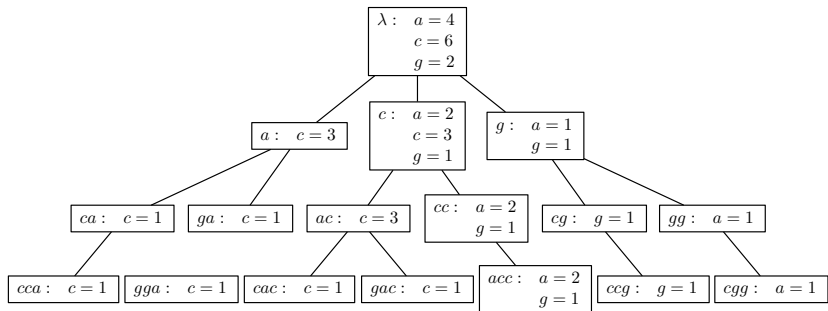 λ : a = 4
c = 6
g = 2
a : c = 3
c : a = 2
c = 3
g = 1
g : a = 1
g = 1
ca : c = 1
ga : c = 1
ac : c = 3
cc : a = 2
g = 1
cg : g = 1
gg : a = 1
cca : c = 1
gga : c = 1
cac : c = 1
gac : c = 1
acc : a = 2
g = 1
ccg : g = 1
cgg : a = 1